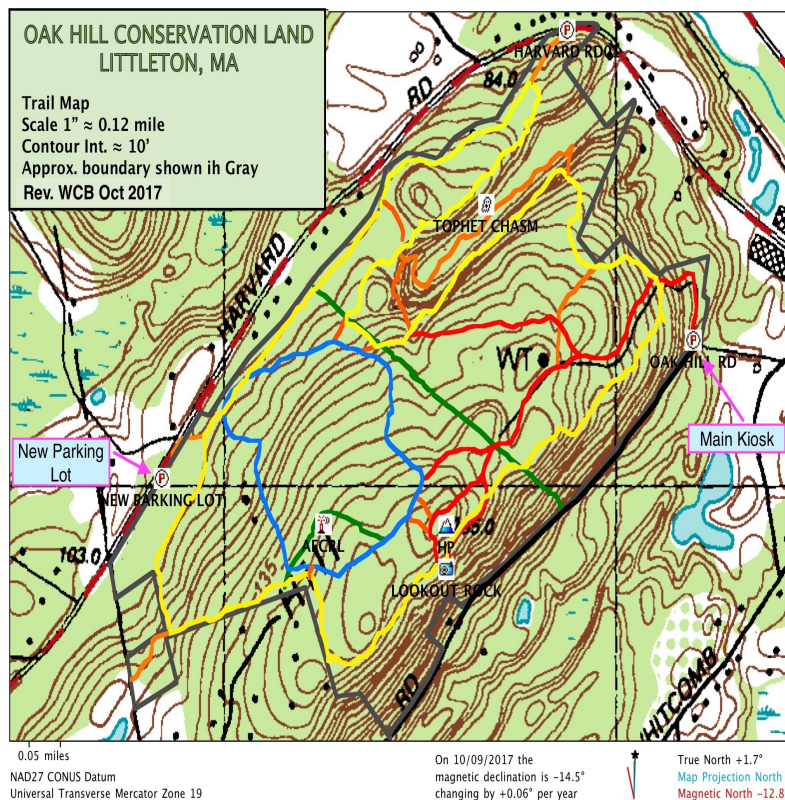 OAK HILL CONSERVATION LAND
LITTLETON, MA
Trail Map
Scale 1" ≈ 0.12 mile
Contour Int. ≈ 10'
Approx. boundary shown ih Gray
Rev. WCB Oct 2017
P
HARVARD RD
84.0
RD
TOPHET CHASM
HARVARD
WT
P
OAK HILL RD
Main Kiosk
New Parking
Lot
P
NEW PARKING LOT
103.0
AFCRL
HP
LOOKOUT ROCK
RD
HITCOMB
0.05 miles
NAD27 CONUS Datum
Universal Transverse Mercator Zone 19
On 10/09/2017 the
magnetic declination is -14.5°
changing by +0.06° per year
True North +1.7°
Map Projection North
Magnetic North -12.8